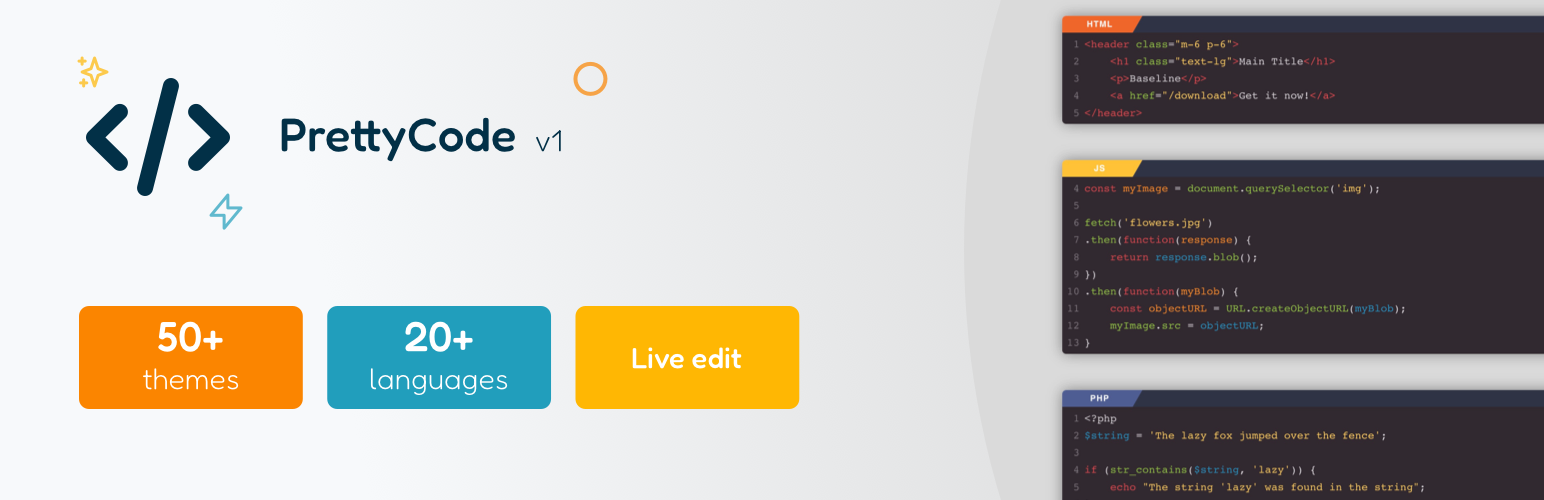 PrettyCode v1
50+
themes
20+
languages
Live edit
HTML
1 <header class="m-6 p-6">
2     <h1 class="text-lg">Main Title</h1>
3     <p>Baseline</p>
4     <a href="/download">Get it now!</a>
5 </header>
JS
4 const myImage = document.querySelector('img');
5
6 fetch('flowers.jpg')
7 .then(function(response) {
8     return response.blob();
9 })
10 .then(function(myBlob) {
11     const objectURL = URL.createObjectURL(myBlob);
12     myImage.src = objectURL;
13 }
PHP
1 <?php
2 $string = 'The lazy fox jumped over the fence';
3
4 if (str_contains($string, 'lazy')) {
5     echo "The string 'lazy' was found in the string";